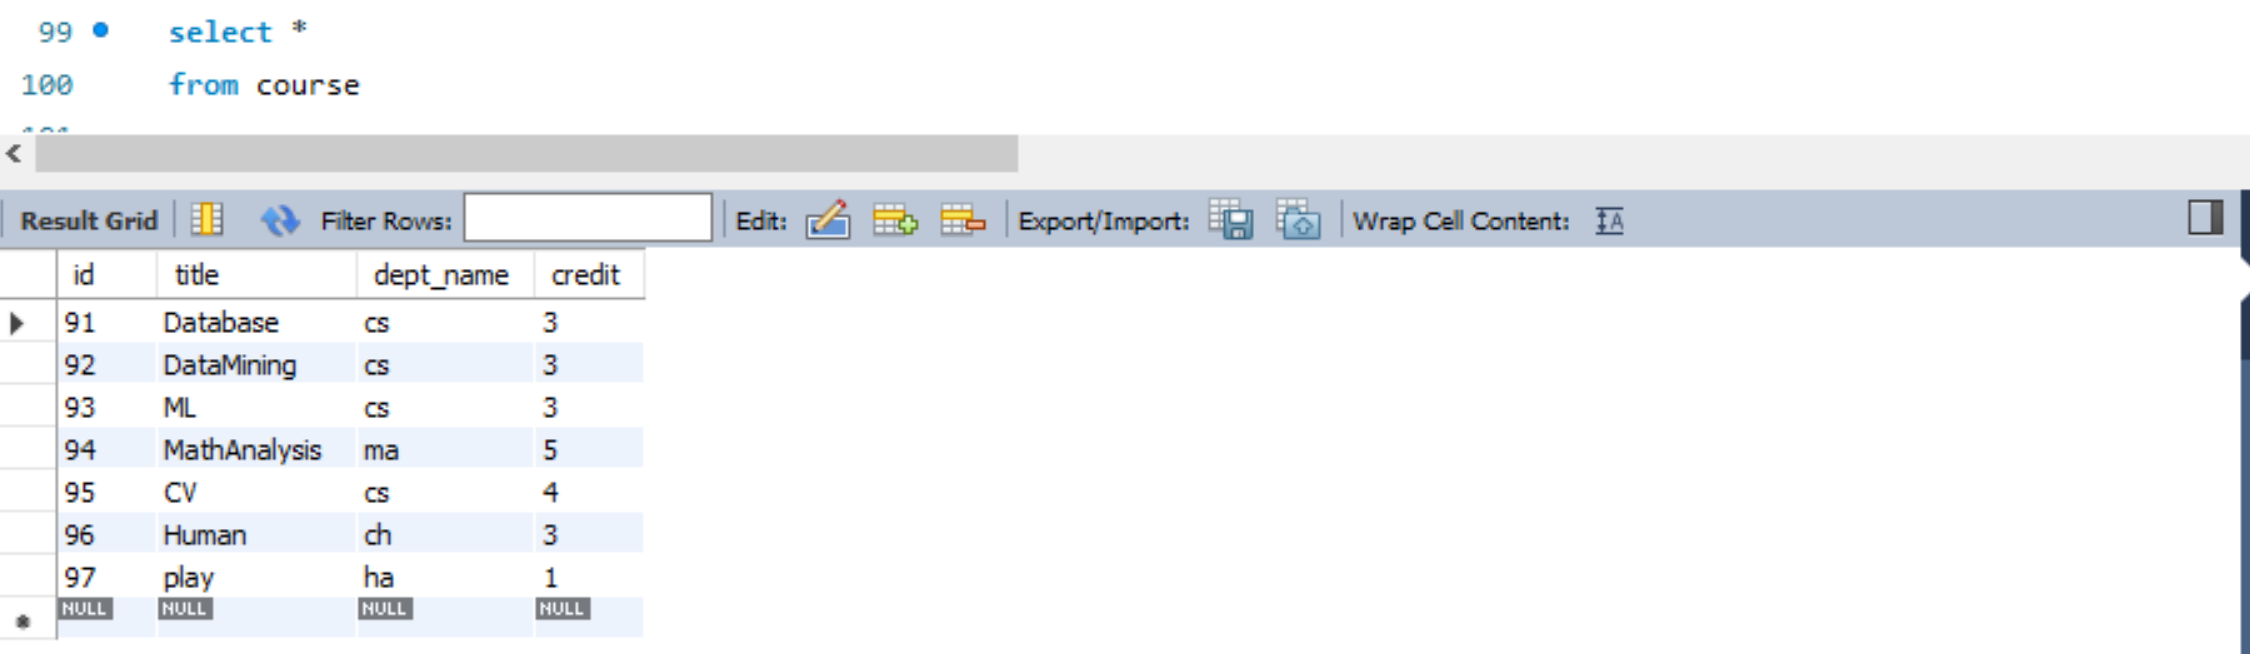 99 select *
100 from course
Result Grid Filter Rows: Edit: Export/Import: Wrap Cell Content: IA
id title dept_name credit
91 Database cs 3
92 DataMining cs 3
93 ML cs 3
94 MathAnalysis ma 5
95 CV cs 4
96 Human ch 3
97 play ha 1
NULL NULL NULL NULL